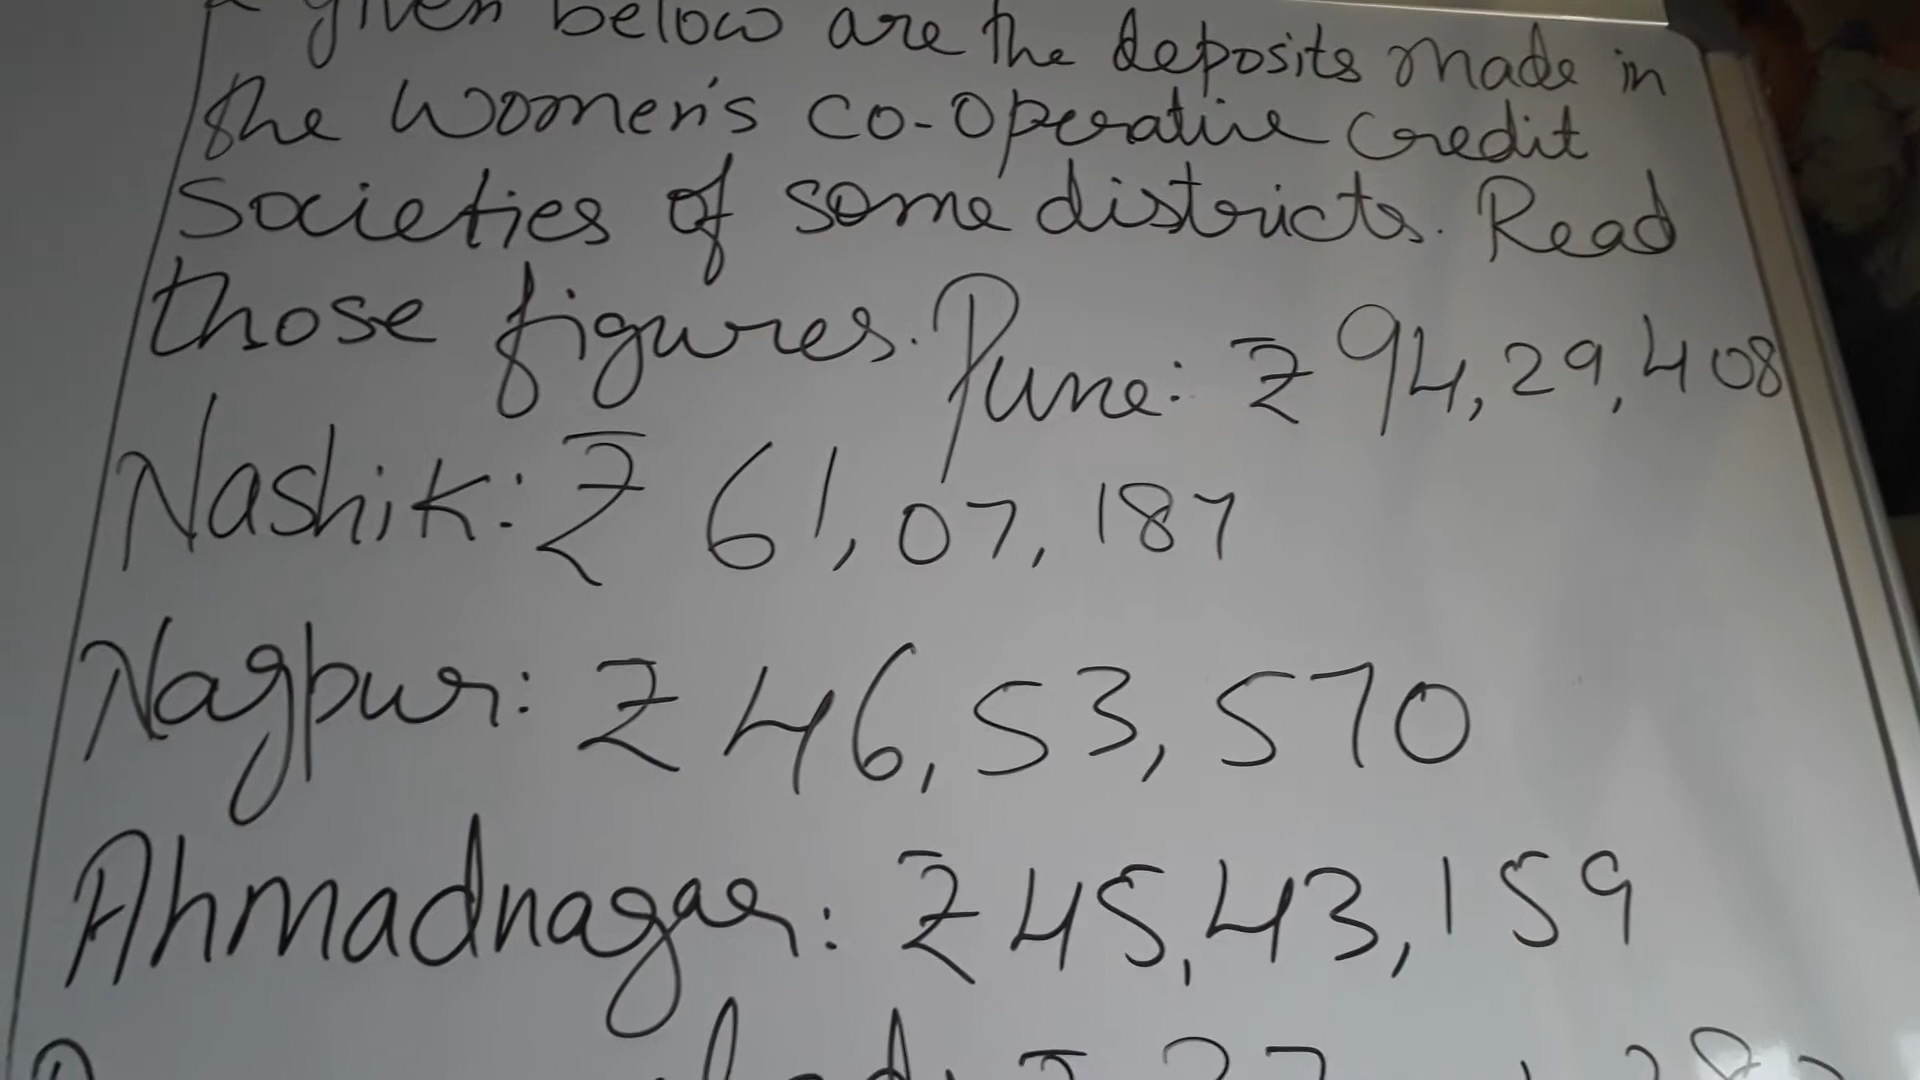 given below are the deposits made in
the Women's co-operative credit
societies of some districts. Read
those figures. Pune: ₹ 94,29,408
Nashik: ₹ 61,07,187
Nagpur: ₹ 46,53,570
Ahmadnagar: ₹ 45,43,159